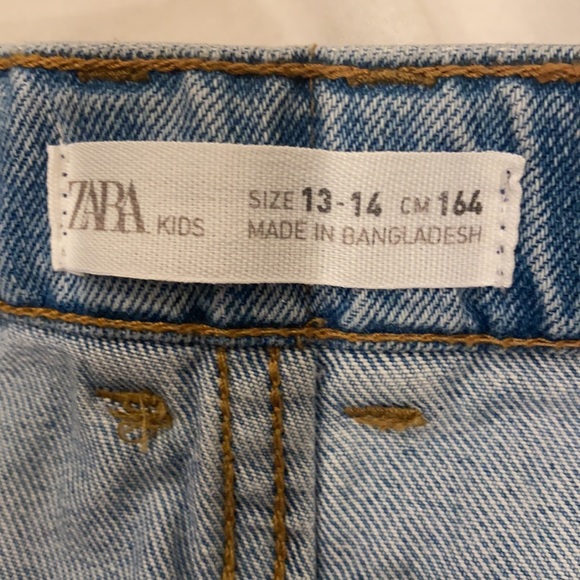 ZARA KIDS
SIZE 13-14 CM 164
MADE IN BANGLADESH